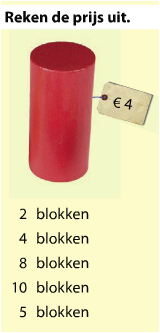 Reken de prijs uit.
€ 4
2 blokken
4 blokken
8 blokken
10 blokken
5 blokken